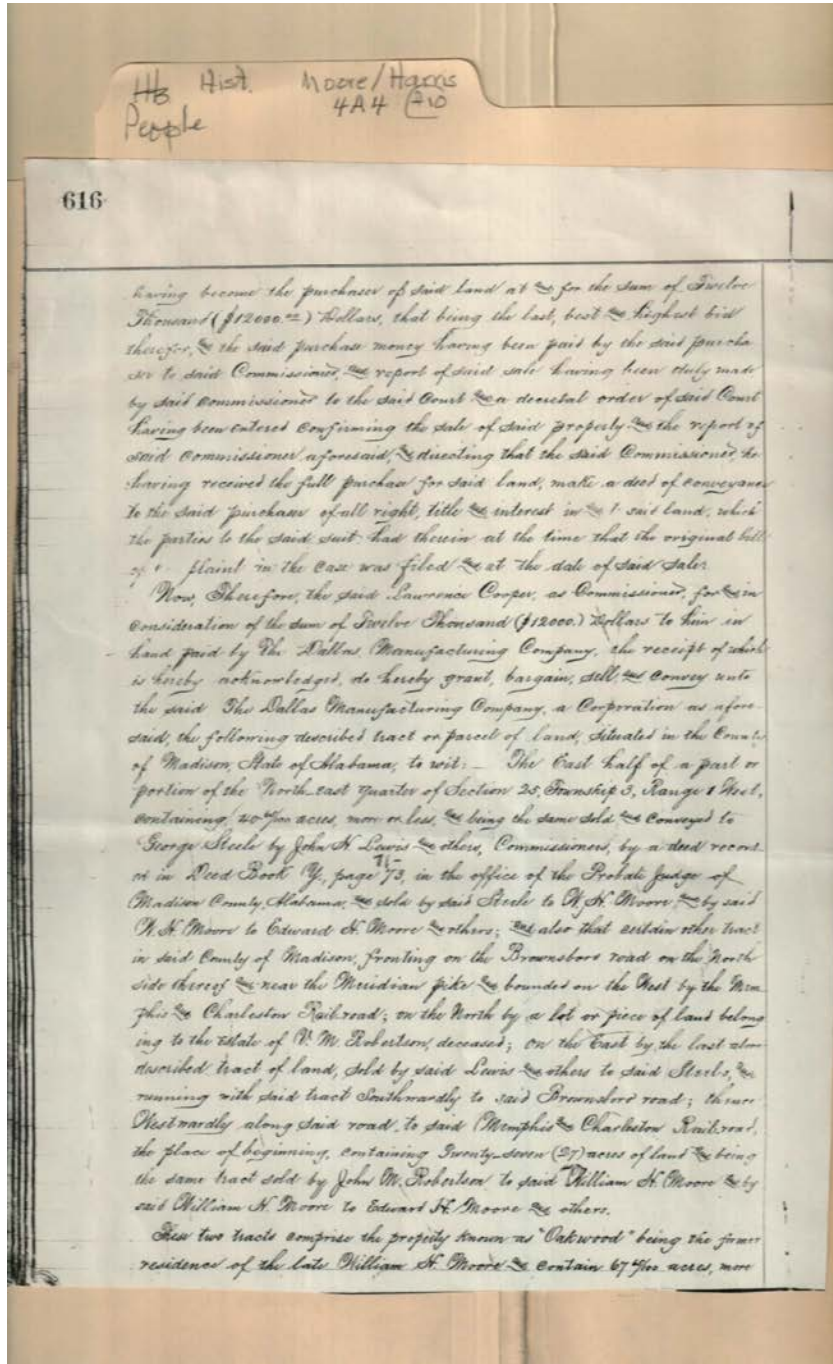 HB Hist. Moore/Harris
4A4
People
616
having become the purchaser of said land at & for the sum of Twelve
Thousand ($12000.00) Dollars, that being the last, best & highest bid
therefor, & the said purchase money having been paid by the said purcha
ser to said Commissioner, & report of said sale having been duly made
by said commissioner to the said Court & a decretal order of said Court
having been entered confirming the sale of said property & the report of
said commissioner aforesaid, & directing that the said Commissioner, he
having received the full purchase for said land, make a deed of conveyance
to the said purchaser of all right, title & interest in & t said land, which
the parties to the said suit had therein at the time that the original bill
of plaint in the case was filed & at the date of said sale:
Now, Therefore, the said Lawrence Cooper, as Commissioner, for & in
consideration of the sum of Twelve Thousand ($12000.) Dollars to him in
hand paid by The Dallas Manufacturing Company, the receipt of which
is hereby acknowledged, do hereby grant, bargain, sell & convey unto
the said The Dallas Manufacturing Company, a Corporation as afore-
said, the following described tract or parcel of land, situated in the County
of Madison, State of Alabama, to wit: - The East half of a part or
portion of the North-east quarter of Section 25, Township 3, Range 1 West,
containing acres, more or less, & being the same sold & conveyed to
George Steele by John N Lewis & others, Commissioners, by a deed record
ed in Deed Book Y, page 73, in the office of the Probate Judge of
Madison County, Alabama, & sold by said Steele to W. H. Moore & by said
W. H. Moore to Edward H. Moore & others; & also that certain other tract
in said County of Madison, fronting on the Brownsboro road on the North
side thereof & near the Meridian pike & bounded on the West by the Mem
phis & Charleston Railroad; on the North by a lot or piece of land belong
ing to the Estate of V. M. Robertson, deceased; on the East by the last above
described tract of land, sold by said Lewis & others to said Steele, &
running with said tract Southwardly to said Brownsboro road; thence
Westwardly along said road, to said Memphis & Charleston Railroad,
the place of beginning, containing Twenty-seven (27) acres of land & being
the same tract sold by John M. Robertson to said William H. Moore & by
said William H. Moore to Edward H. Moore & others.
These two tracts comprise the property known as "Oakwood" being the former
residence of the late William H. Moore & contain acres, more